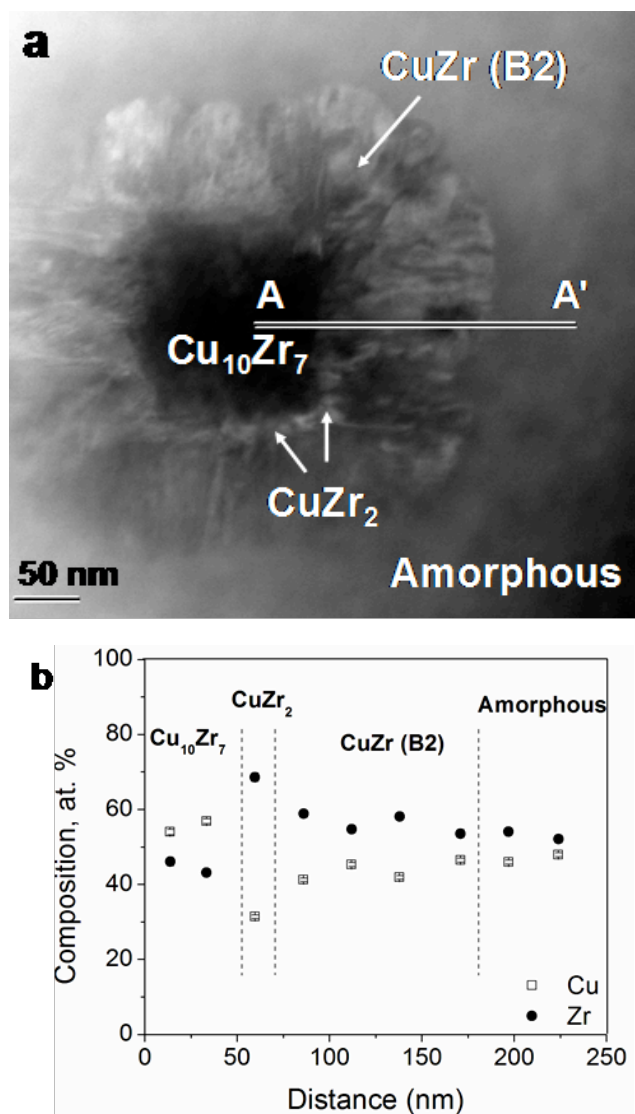 a
CuZr (B2)
A A'
Cu₁₀Zr₇
CuZr₂
50 nm
Amorphous
b
100
80
60
40
20
0
Composition, at. %
CuZr₂
Cu₁₀Zr₇
CuZr (B2)
Amorphous
Cu
Zr
0 50 100 150 200 250
Distance (nm)